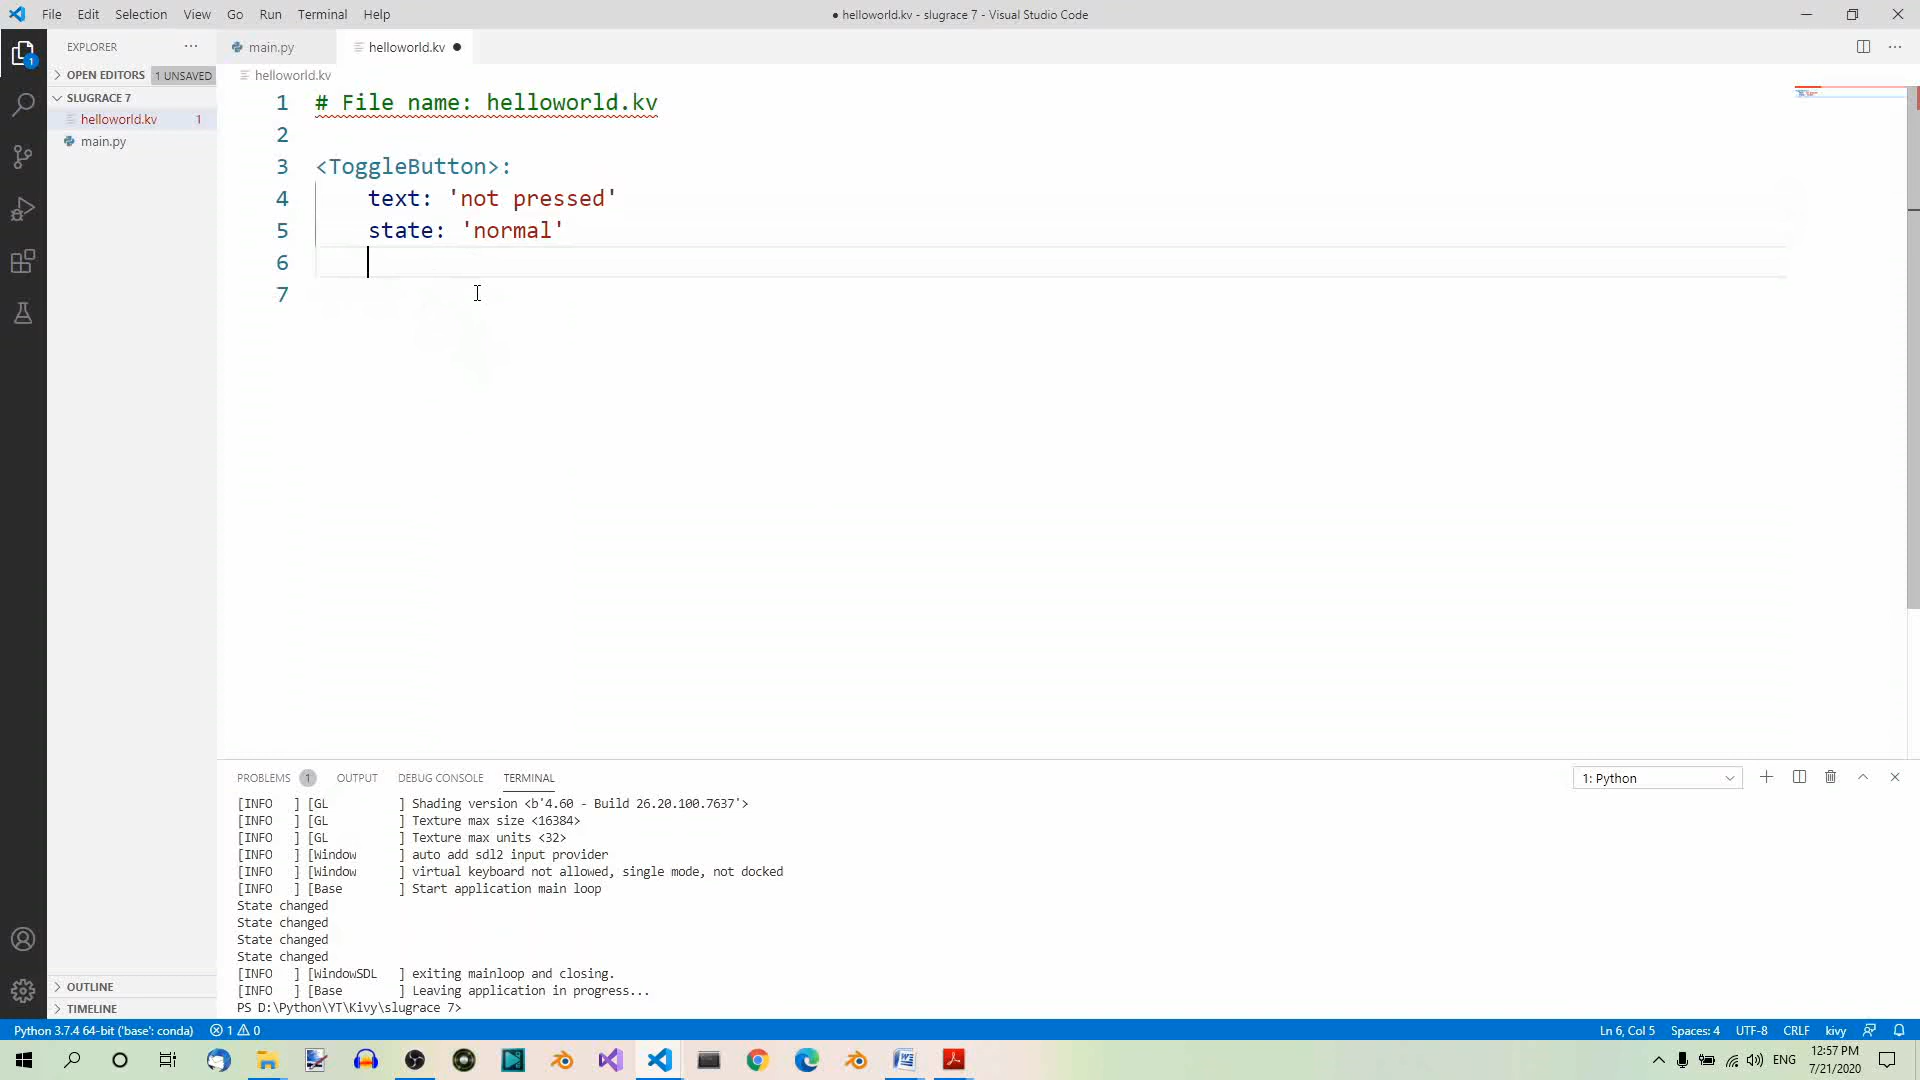 File Edit Selection View Go Run Terminal Help
● helloworld.kv - slugrace 7 - Visual Studio Code
EXPLORER
main.py
helloworld.kv
OPEN EDITORS 1 UNSAVED
helloworld.kv
SLUGRACE 7
helloworld.kv 1
main.py
1 # File name: helloworld.kv
2
3 <ToggleButton>:
4 text: 'not pressed'
5 state: 'normal'
6
7
PROBLEMS 1 OUTPUT DEBUG CONSOLE TERMINAL
1: Python
[INFO   ] [GL          ] Shading version <b'4.60 - Build 26.20.100.7637'>
[INFO   ] [GL          ] Texture max size <16384>
[INFO   ] [GL          ] Texture max units <32>
[INFO   ] [Window      ] auto add sdl2 input provider
[INFO   ] [Window      ] virtual keyboard not allowed, single mode, not docked
[INFO   ] [Base        ] Start application main loop
State changed
State changed
State changed
State changed
[INFO   ] [WindowSDL   ] exiting mainloop and closing.
[INFO   ] [Base        ] Leaving application in progress...
PS D:\Python\YT\Kivy\slugrace 7>
OUTLINE
TIMELINE
Python 3.7.4 64-bit ('base': conda) 1 0
Ln 6, Col 5 Spaces: 4 UTF-8 CRLF kivy
ENG
12:57 PM
7/21/2020